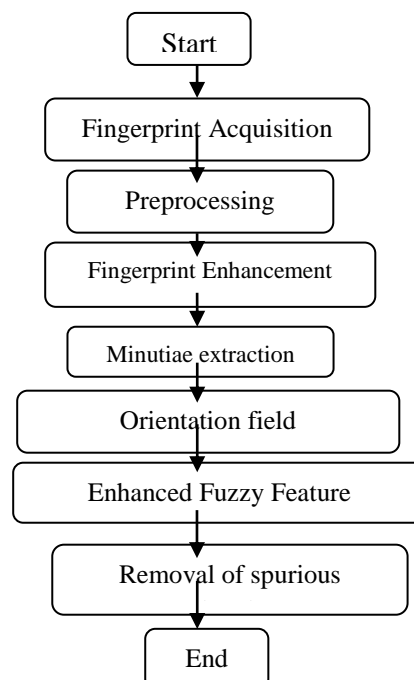 Start
Fingerprint Acquisition
Preprocessing
Fingerprint Enhancement
Minutiae extraction
Orientation field
Enhanced Fuzzy Feature
Removal of spurious
End